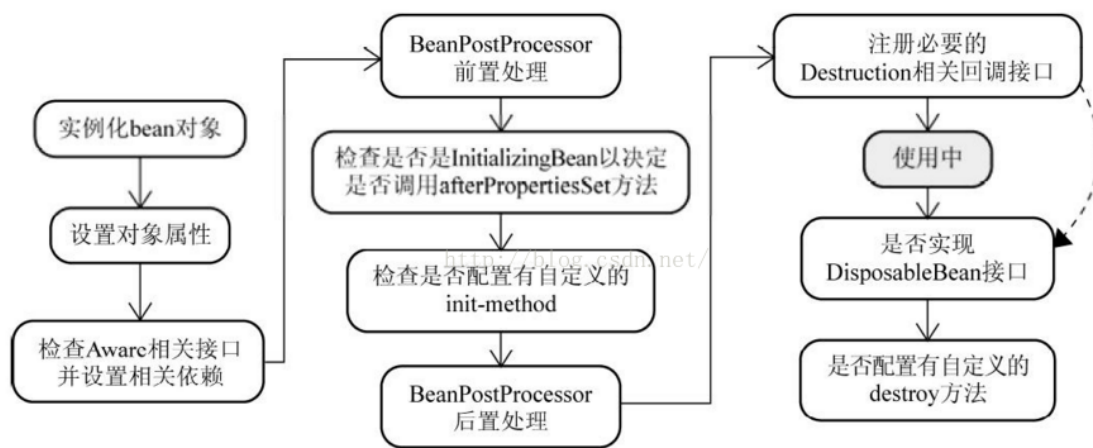 实例化bean对象
设置对象属性
检查Aware相关接口
并设置相关依赖
BeanPostProcessor
前置处理
检查是否是InitializingBean以决定
是否调用afterPropertiesSet方法
http://blog.csdn.net/
检查是否配置有自定义的
init-method
BeanPostProcessor
后置处理
注册必要的
Destruction相关回调接口
使用中
是否实现
DisposableBean接口
是否配置有自定义的
destroy方法